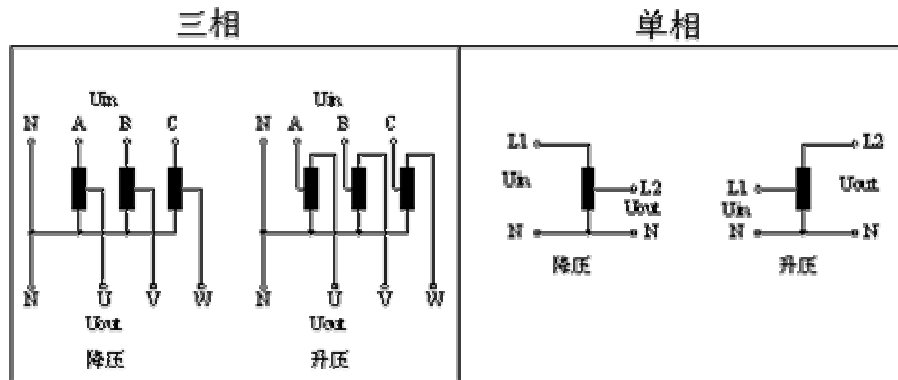 三相 单相
Uin Uin
N A B C N A B C
L1 L2
Uin L2 L1 Uout
Uout Uin
N N N N
降压 升压
N U V W N U V W
Uout Uout
降压 升压